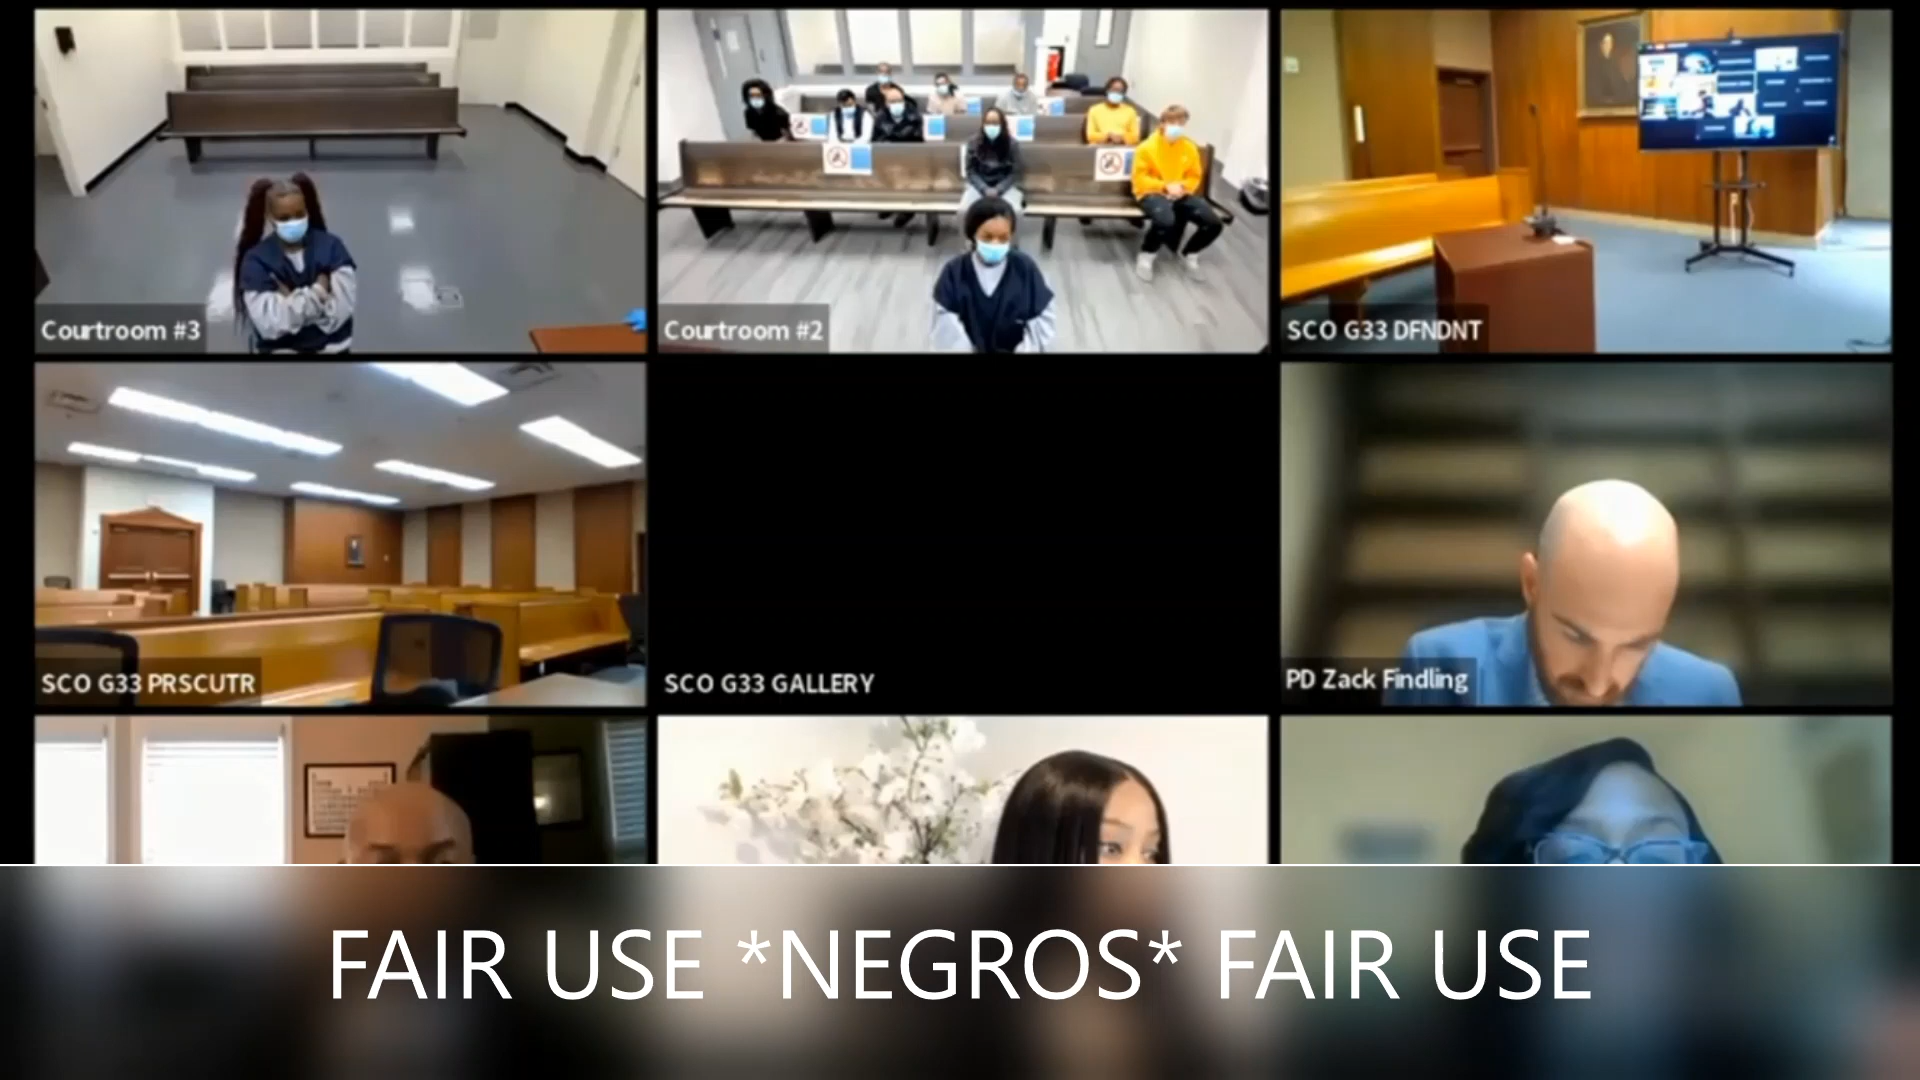 Courtroom #3
Courtroom #2
SCO G33 DFNDNT
SCO G33 PRSCUTR
SCO G33 GALLERY
PD Zack Findling
FAIR USE *NEGROS* FAIR USE